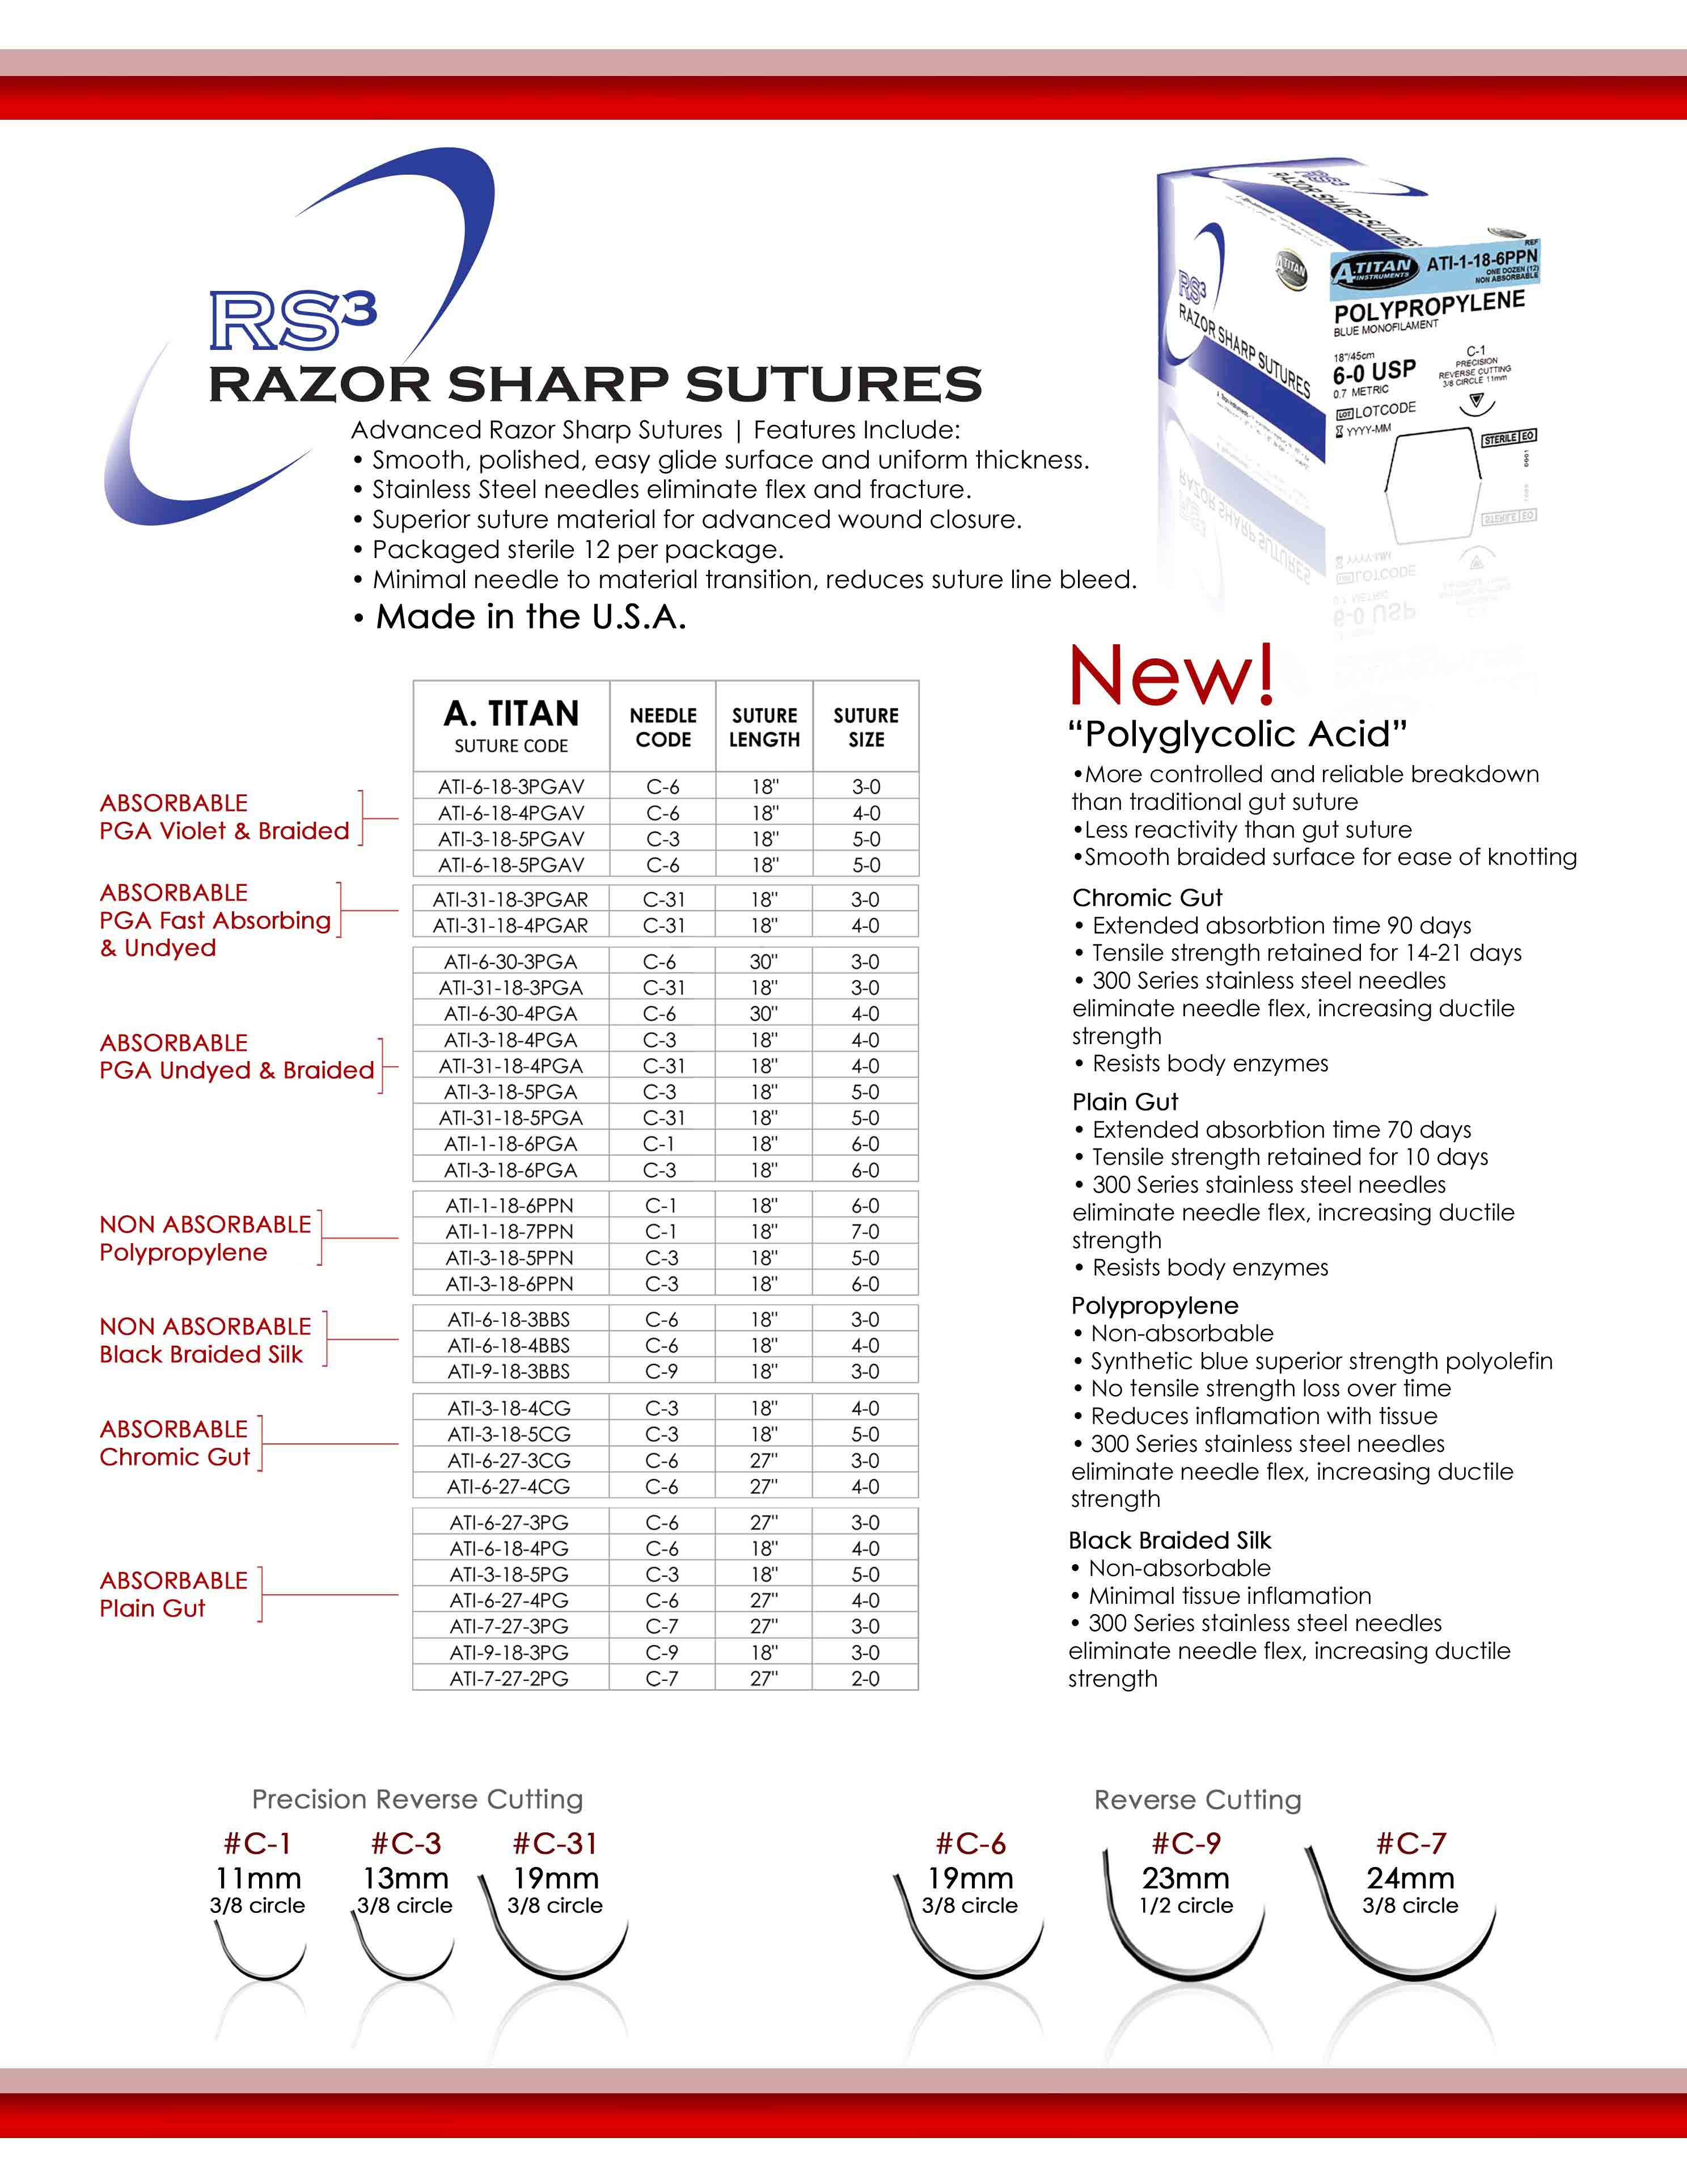 RS³
RAZOR SHARP SUTURES
Advanced Razor Sharp Sutures | Features Include:
• Smooth, polished, easy glide surface and uniform thickness.
• Stainless Steel needles eliminate flex and fracture.
• Superior suture material for advanced wound closure.
• Packaged sterile 12 per package.
• Minimal needle to material transition, reduces suture line bleed.
• Made in the U.S.A.
RS³
RAZOR SHARP SUTURES
RS³
RAZOR SHARP SUTURES
A TITAN
A.TITAN
INSTRUMENTS
REF
ATI-1-18-6PPN
ONE DOZEN (12)
NON ABSORBABLE
POLYPROPYLENE
BLUE MONOFILAMENT
18"/45cm
6-0 USP
0.7 METRIC
LOT LOTCODE
YYYY-MM
C-1
PRECISION
REVERSE CUTTING
3/8 CIRCLE 11mm
STERILE EO
A. TITAN
SUTURE CODE
NEEDLE CODE
SUTURE LENGTH
SUTURE SIZE
ABSORBABLE
PGA Violet & Braided
ATI-6-18-3PGAV C-6 18" 3-0
ATI-6-18-4PGAV C-6 18" 4-0
ATI-3-18-5PGAV C-3 18" 5-0
ATI-6-18-5PGAV C-6 18" 5-0
ABSORBABLE
PGA Fast Absorbing
& Undyed
ATI-31-18-3PGAR C-31 18" 3-0
ATI-31-18-4PGAR C-31 18" 4-0
ABSORBABLE
PGA Undyed & Braided
ATI-6-30-3PGA C-6 30" 3-0
ATI-31-18-3PGA C-31 18" 3-0
ATI-6-30-4PGA C-6 30" 4-0
ATI-3-18-4PGA C-3 18" 4-0
ATI-31-18-4PGA C-31 18" 4-0
ATI-3-18-5PGA C-3 18" 5-0
ATI-31-18-5PGA C-31 18" 5-0
ATI-1-18-6PGA C-1 18" 6-0
ATI-3-18-6PGA C-3 18" 6-0
NON ABSORBABLE
Polypropylene
ATI-1-18-6PPN C-1 18" 6-0
ATI-1-18-7PPN C-1 18" 7-0
ATI-3-18-5PPN C-3 18" 5-0
ATI-3-18-6PPN C-3 18" 6-0
NON ABSORBABLE
Black Braided Silk
ATI-6-18-3BBS C-6 18" 3-0
ATI-6-18-4BBS C-6 18" 4-0
ATI-9-18-3BBS C-9 18" 3-0
ABSORBABLE
Chromic Gut
ATI-3-18-4CG C-3 18" 4-0
ATI-3-18-5CG C-3 18" 5-0
ATI-6-27-3CG C-6 27" 3-0
ATI-6-27-4CG C-6 27" 4-0
ABSORBABLE
Plain Gut
ATI-6-27-3PG C-6 27" 3-0
ATI-6-18-4PG C-6 18" 4-0
ATI-3-18-5PG C-3 18" 5-0
ATI-6-27-4PG C-6 27" 4-0
ATI-7-27-3PG C-7 27" 3-0
ATI-9-18-3PG C-9 18" 3-0
ATI-7-27-2PG C-7 27" 2-0
New!
“Polyglycolic Acid”
•More controlled and reliable breakdown
than traditional gut suture
•Less reactivity than gut suture
•Smooth braided surface for ease of knotting
Chromic Gut
• Extended absorbtion time 90 days
• Tensile strength retained for 14-21 days
• 300 Series stainless steel needles
eliminate needle flex, increasing ductile
strength
• Resists body enzymes
Plain Gut
• Extended absorbtion time 70 days
• Tensile strength retained for 10 days
• 300 Series stainless steel needles
eliminate needle flex, increasing ductile
strength
• Resists body enzymes
Polypropylene
• Non-absorbable
• Synthetic blue superior strength polyolefin
• No tensile strength loss over time
• Reduces inflamation with tissue
• 300 Series stainless steel needles
eliminate needle flex, increasing ductile
strength
Black Braided Silk
• Non-absorbable
• Minimal tissue inflamation
• 300 Series stainless steel needles
eliminate needle flex, increasing ductile
strength
Precision Reverse Cutting
#C-1 #C-3 #C-31
11mm 13mm 19mm
3/8 circle 3/8 circle 3/8 circle
Reverse Cutting
#C-6 #C-9 #C-7
19mm 23mm 24mm
3/8 circle 1/2 circle 3/8 circle